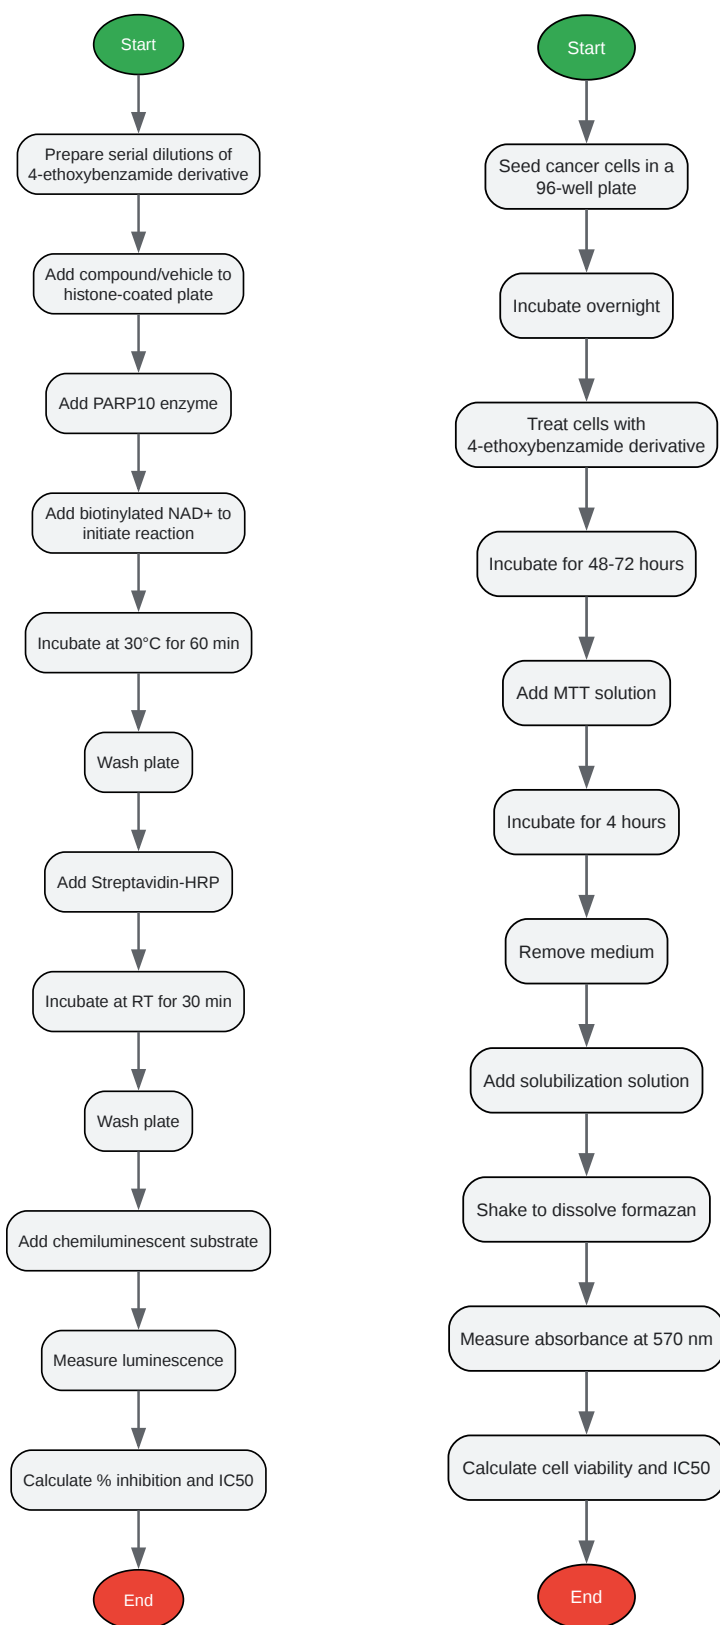 Start
Prepare serial dilutions of
4-ethoxybenzamide derivative
Add compound/vehicle to
histone-coated plate
Add PARP10 enzyme
Add biotinylated NAD+ to
initiate reaction
Incubate at 30°C for 60 min
Wash plate
Add Streptavidin-HRP
Incubate at RT for 30 min
Wash plate
Add chemiluminescent substrate
Measure luminescence
Calculate % inhibition and IC50
End
Start
Seed cancer cells in a
96-well plate
Incubate overnight
Treat cells with
4-ethoxybenzamide derivative
Incubate for 48-72 hours
Add MTT solution
Incubate for 4 hours
Remove medium
Add solubilization solution
Shake to dissolve formazan
Measure absorbance at 570 nm
Calculate cell viability and IC50
End